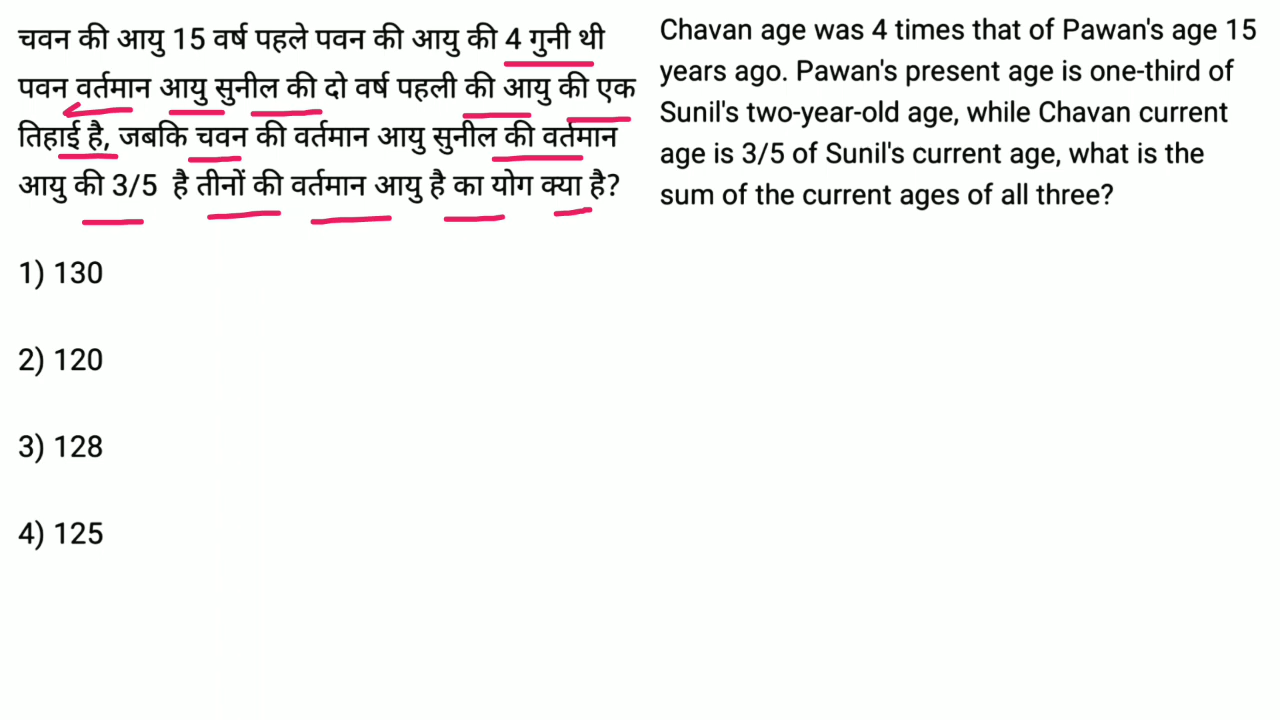 चवन की आयु 15 वर्ष पहले पवन की आयु की 4 गुनी थी
पवन वर्तमान आयु सुनील की दो वर्ष पहली की आयु की एक
तिहाई है, जबकि चवन की वर्तमान आयु सुनील की वर्तमान
आयु की 3/5 है तीनों की वर्तमान आयु है का योग क्या है?
1) 130
2) 120
3) 128
4) 125
Chavan age was 4 times that of Pawan's age 15
years ago. Pawan's present age is one-third of
Sunil's two-year-old age, while Chavan current
age is 3/5 of Sunil's current age, what is the
sum of the current ages of all three?